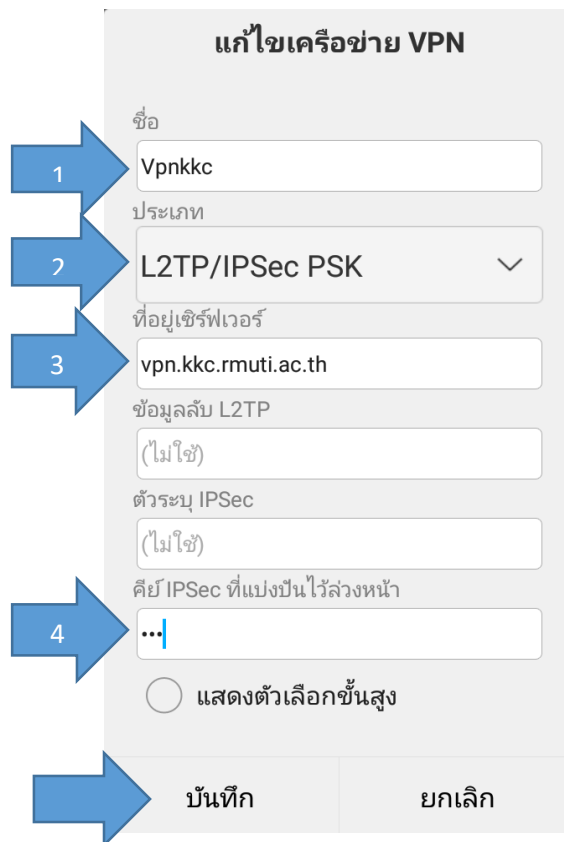 แก้ไขเครือข่าย VPN
ชื่อ
1
Vpnkkc
ประเภท
2
L2TP/IPSec PSK
ที่อยู่เซิร์ฟเวอร์
3
vpn.kkc.rmuti.ac.th
ข้อมูลลับ L2TP
(ไม่ใช้)
ตัวระบุ IPSec
(ไม่ใช้)
คีย์ IPSec ที่แบ่งปันไว้ล่วงหน้า
4
•••
แสดงตัวเลือกขั้นสูง
บันทึก ยกเลิก